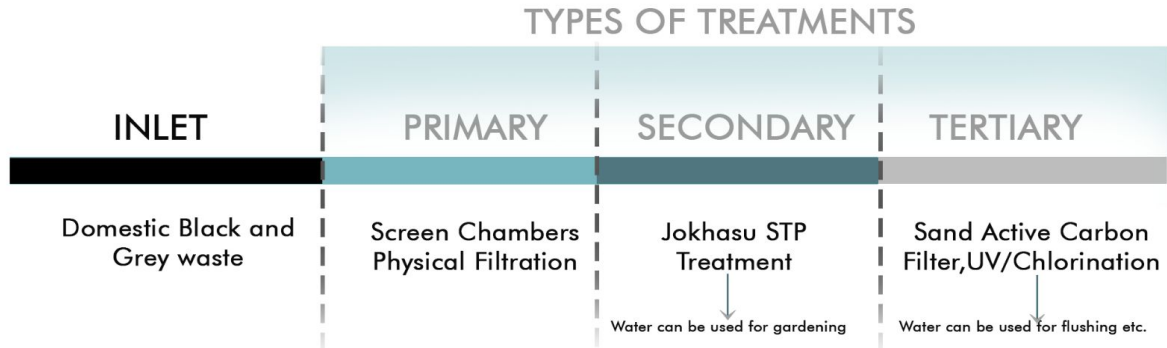 TYPES OF TREATMENTS
INLET
PRIMARY
SECONDARY
TERTIARY
Domestic Black and
Grey waste
Screen Chambers
Physical Filtration
Jokhasu STP
Treatment
Water can be used for gardening
Sand Active Carbon
Filter,UV/Chlorination
Water can be used for flushing etc.